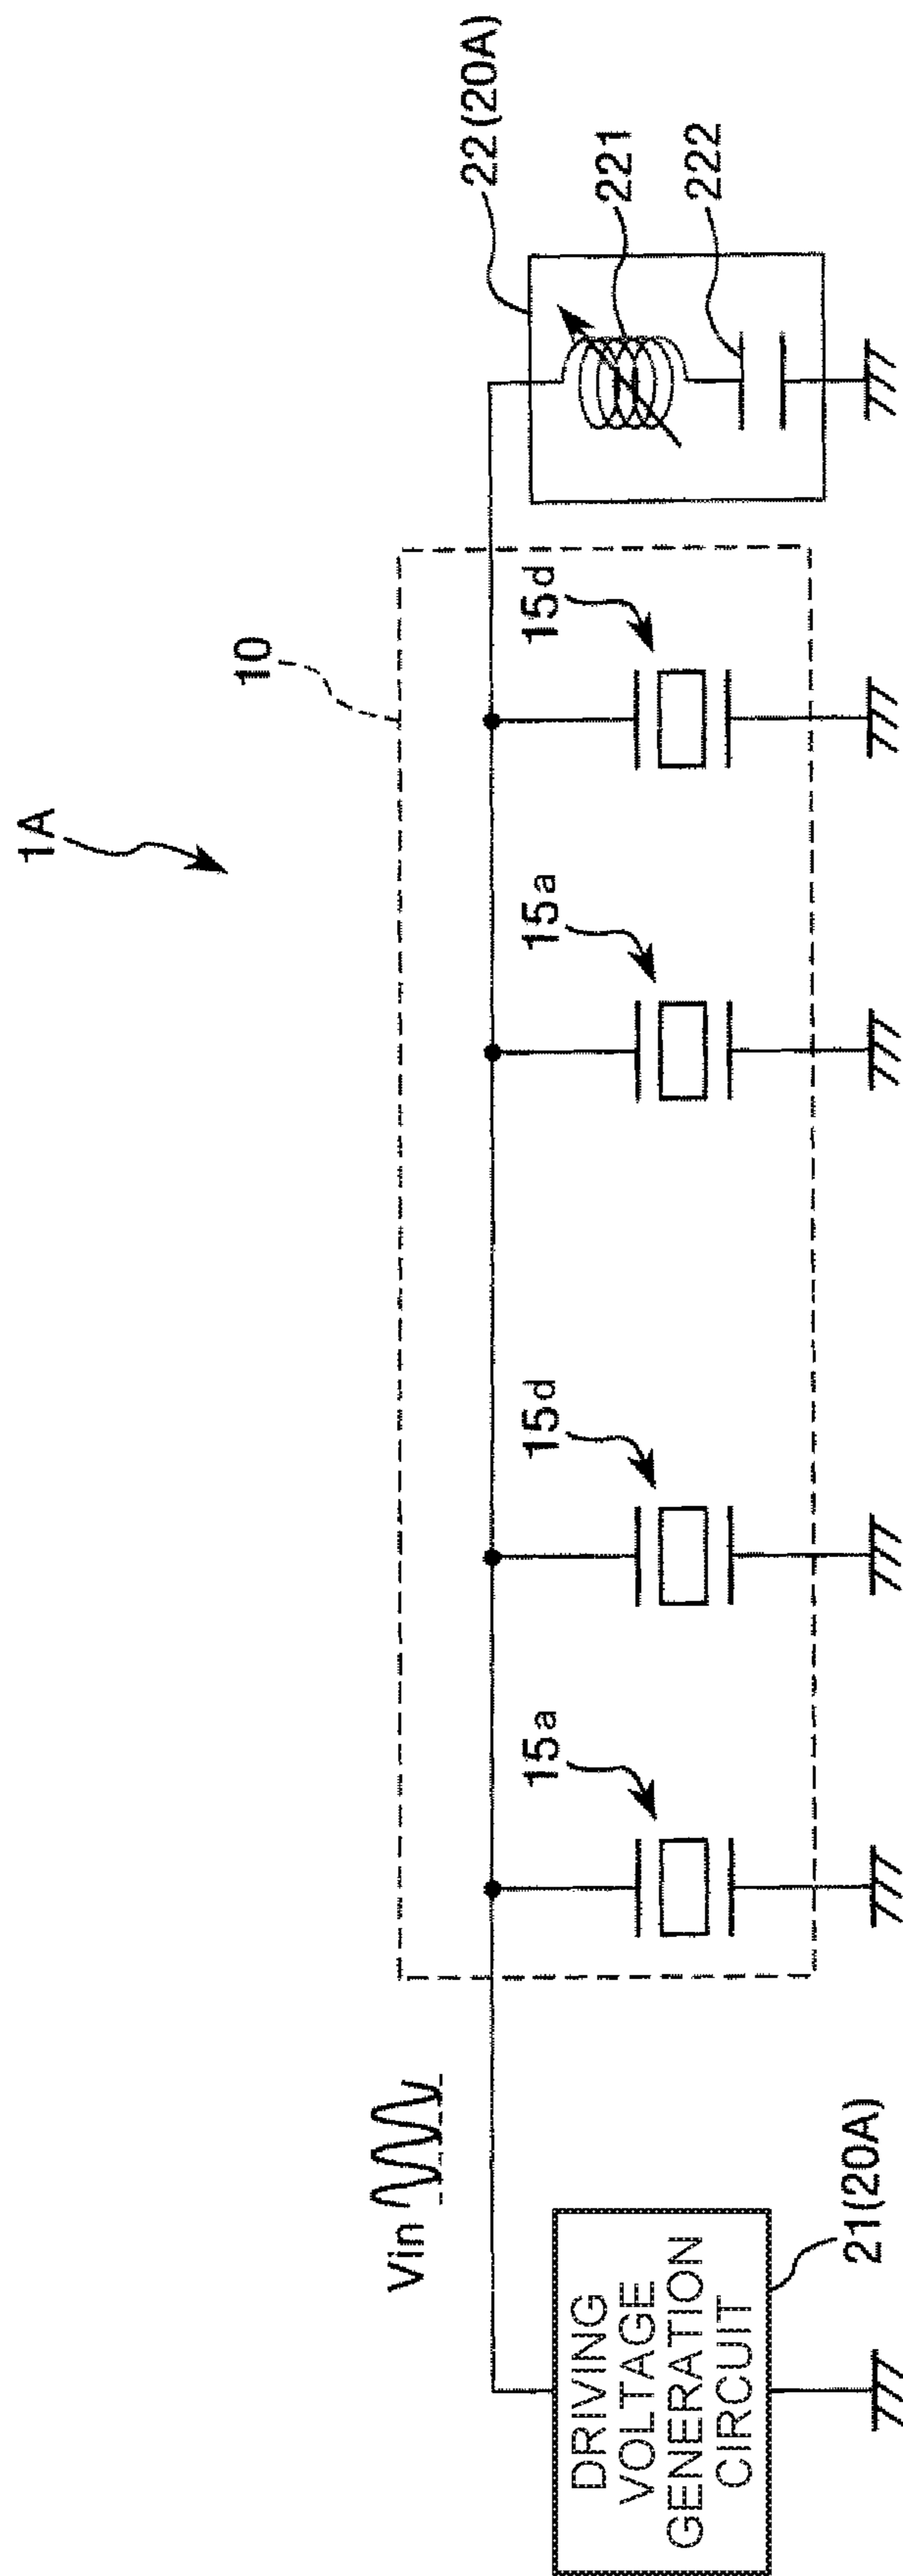 1A
10
22(20A)
221
222
15a
15d
15a
15d
Vin
DRIVING
VOLTAGE
GENERATION
CIRCUIT
21(20A)